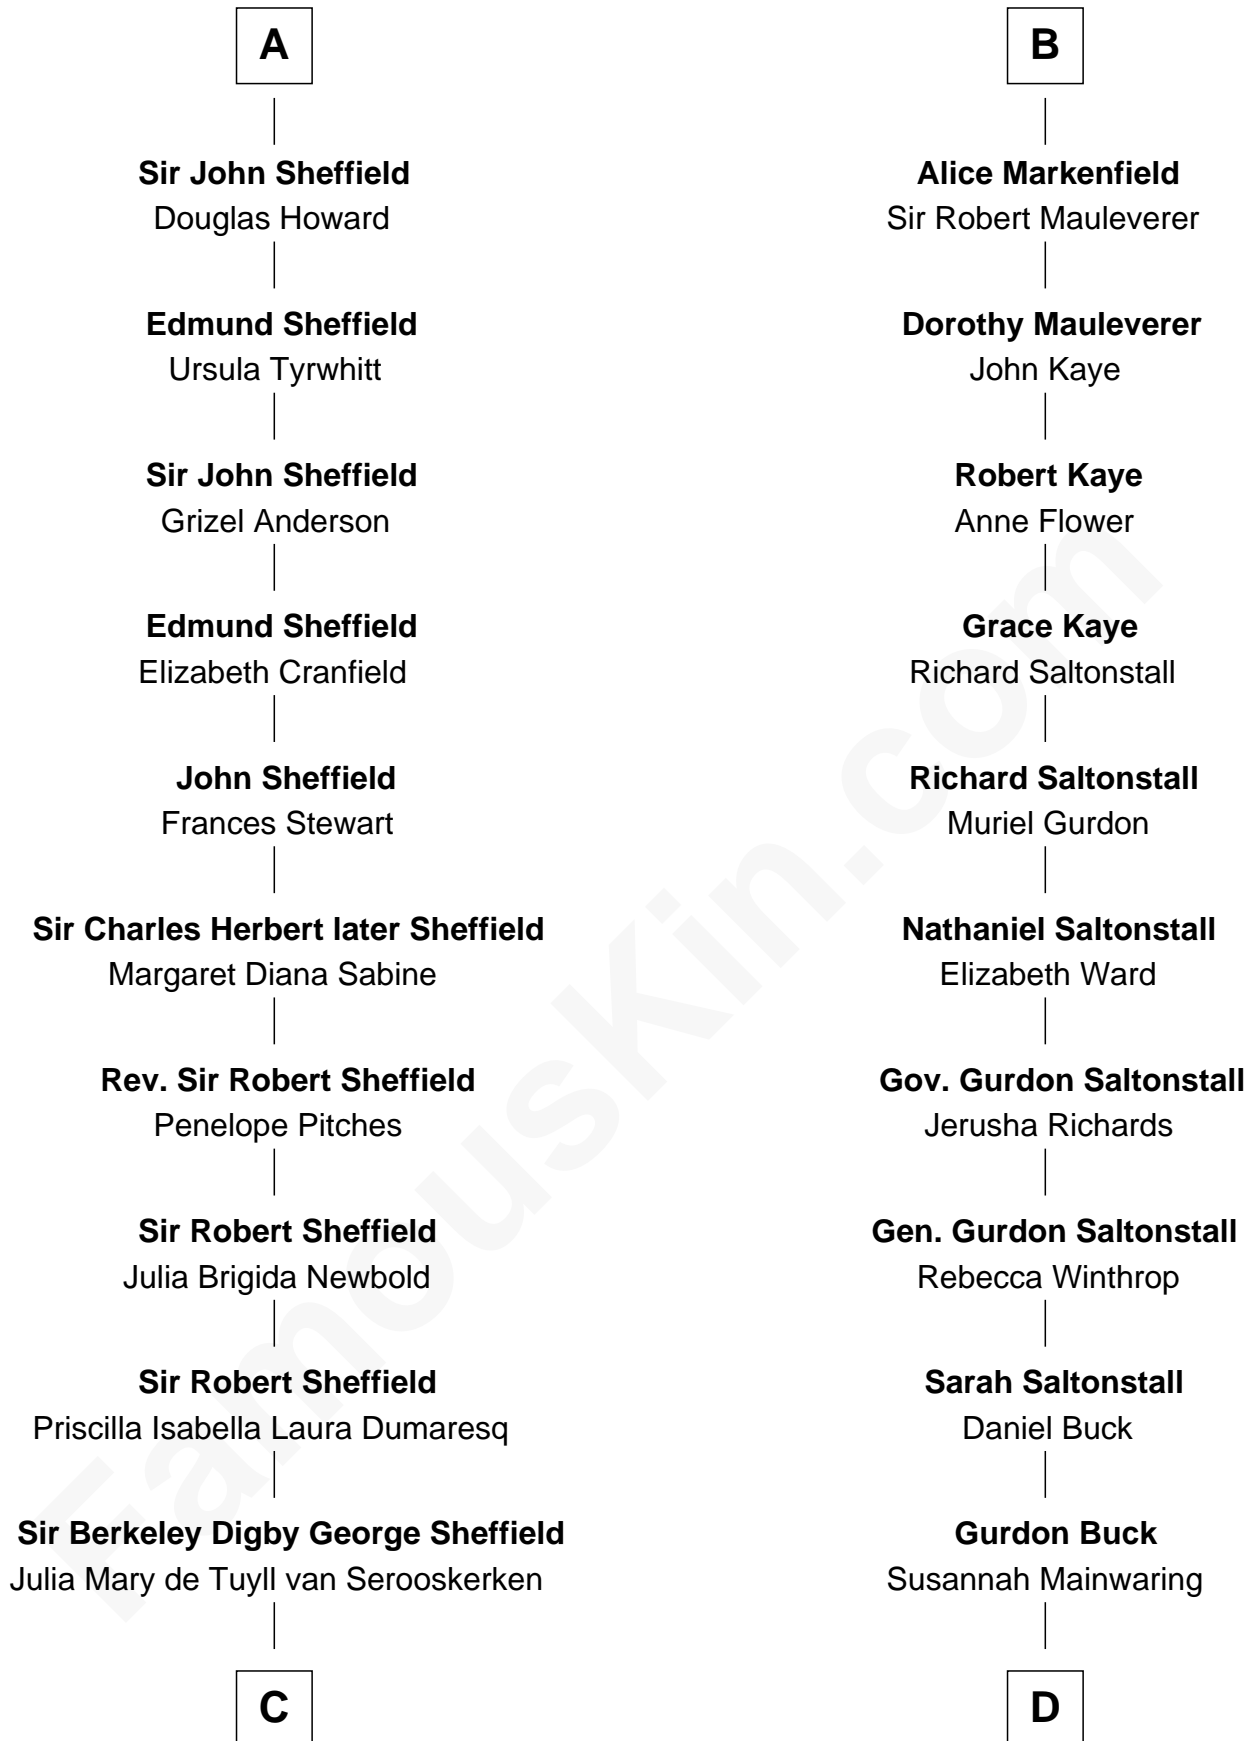 A
Sir John Sheffield
Douglas Howard
Edmund Sheffield
Ursula Tyrwhitt
Sir John Sheffield
Grizel Anderson
Edmund Sheffield
Elizabeth Cranfield
John Sheffield
Frances Stewart
Sir Charles Herbert later Sheffield
Margaret Diana Sabine
Rev. Sir Robert Sheffield
Penelope Pitches
Sir Robert Sheffield
Julia Brigida Newbold
Sir Robert Sheffield
Priscilla Isabella Laura Dumaresq
Sir Berkeley Digby George Sheffield
Julia Mary de Tuyll van Serooskerken
C
B
Alice Markenfield
Sir Robert Mauleverer
Dorothy Mauleverer
John Kaye
Robert Kaye
Anne Flower
Grace Kaye
Richard Saltonstall
Richard Saltonstall
Muriel Gurdon
Nathaniel Saltonstall
Elizabeth Ward
Gov. Gurdon Saltonstall
Jerusha Richards
Gen. Gurdon Saltonstall
Rebecca Winthrop
Sarah Saltonstall
Daniel Buck
Gurdon Buck
Susannah Mainwaring
D
FamousKin.com